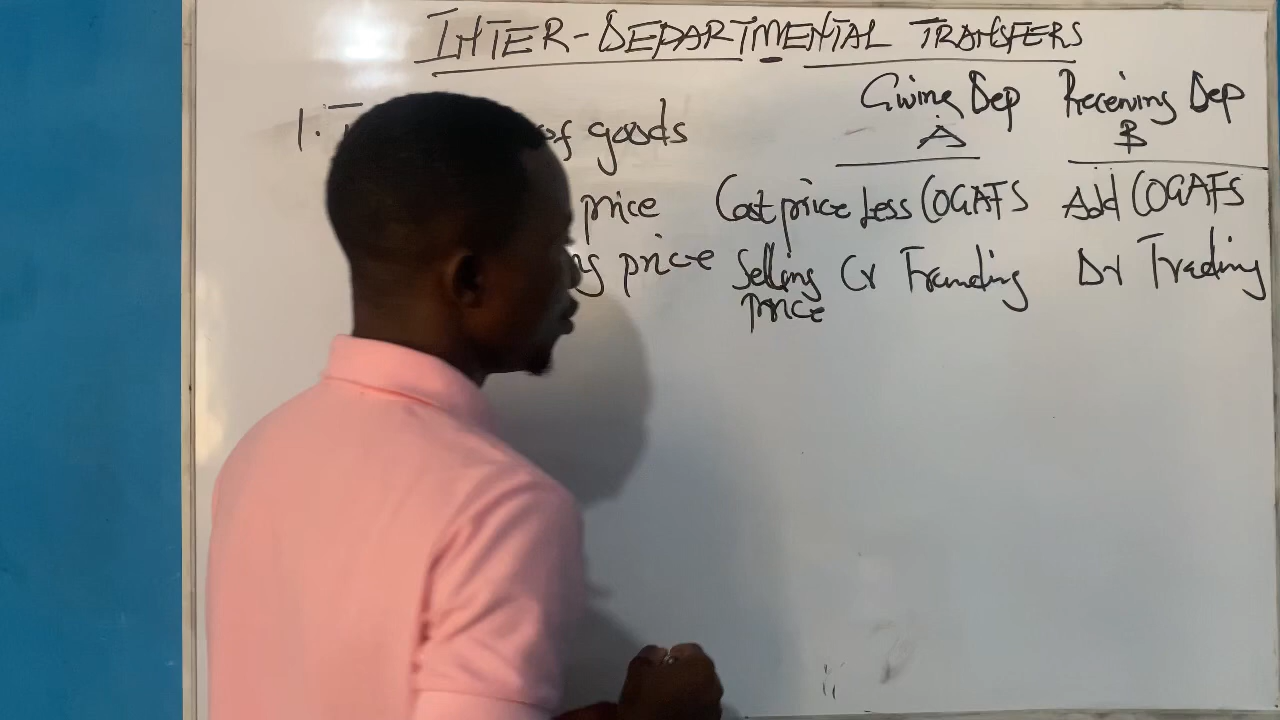 INTER-DEPARTMENTAL TRANSFERS
Giving Dep Receiving Dep
1. of goods A B
price Cost price Less COGAFS Add COGAFS
price Selling price Cr Franding Dr Trading